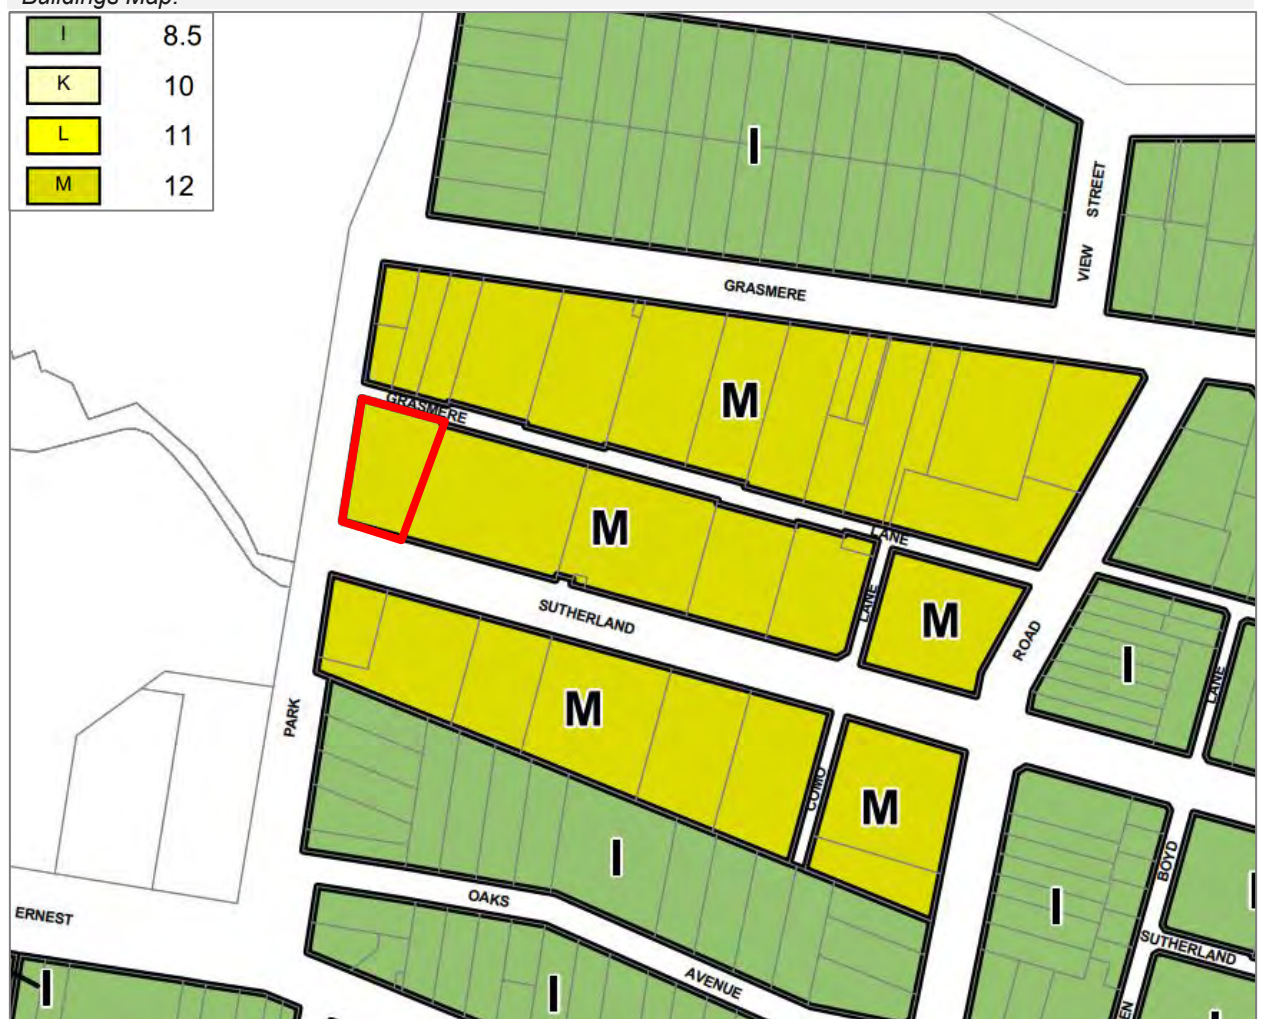 Buildings Map:
I 8.5
K 10
L 11
M 12
I
STREET
VIEW
GRASMERE
M
GRASMERE
M
LANE
LANE
M
ROAD
I
LANE
SUTHERLAND
M
PARK
COMO
M
I
BOYD
I
OAKS
ERNEST
SUTHERLAND
AVENUE
I
I
EN